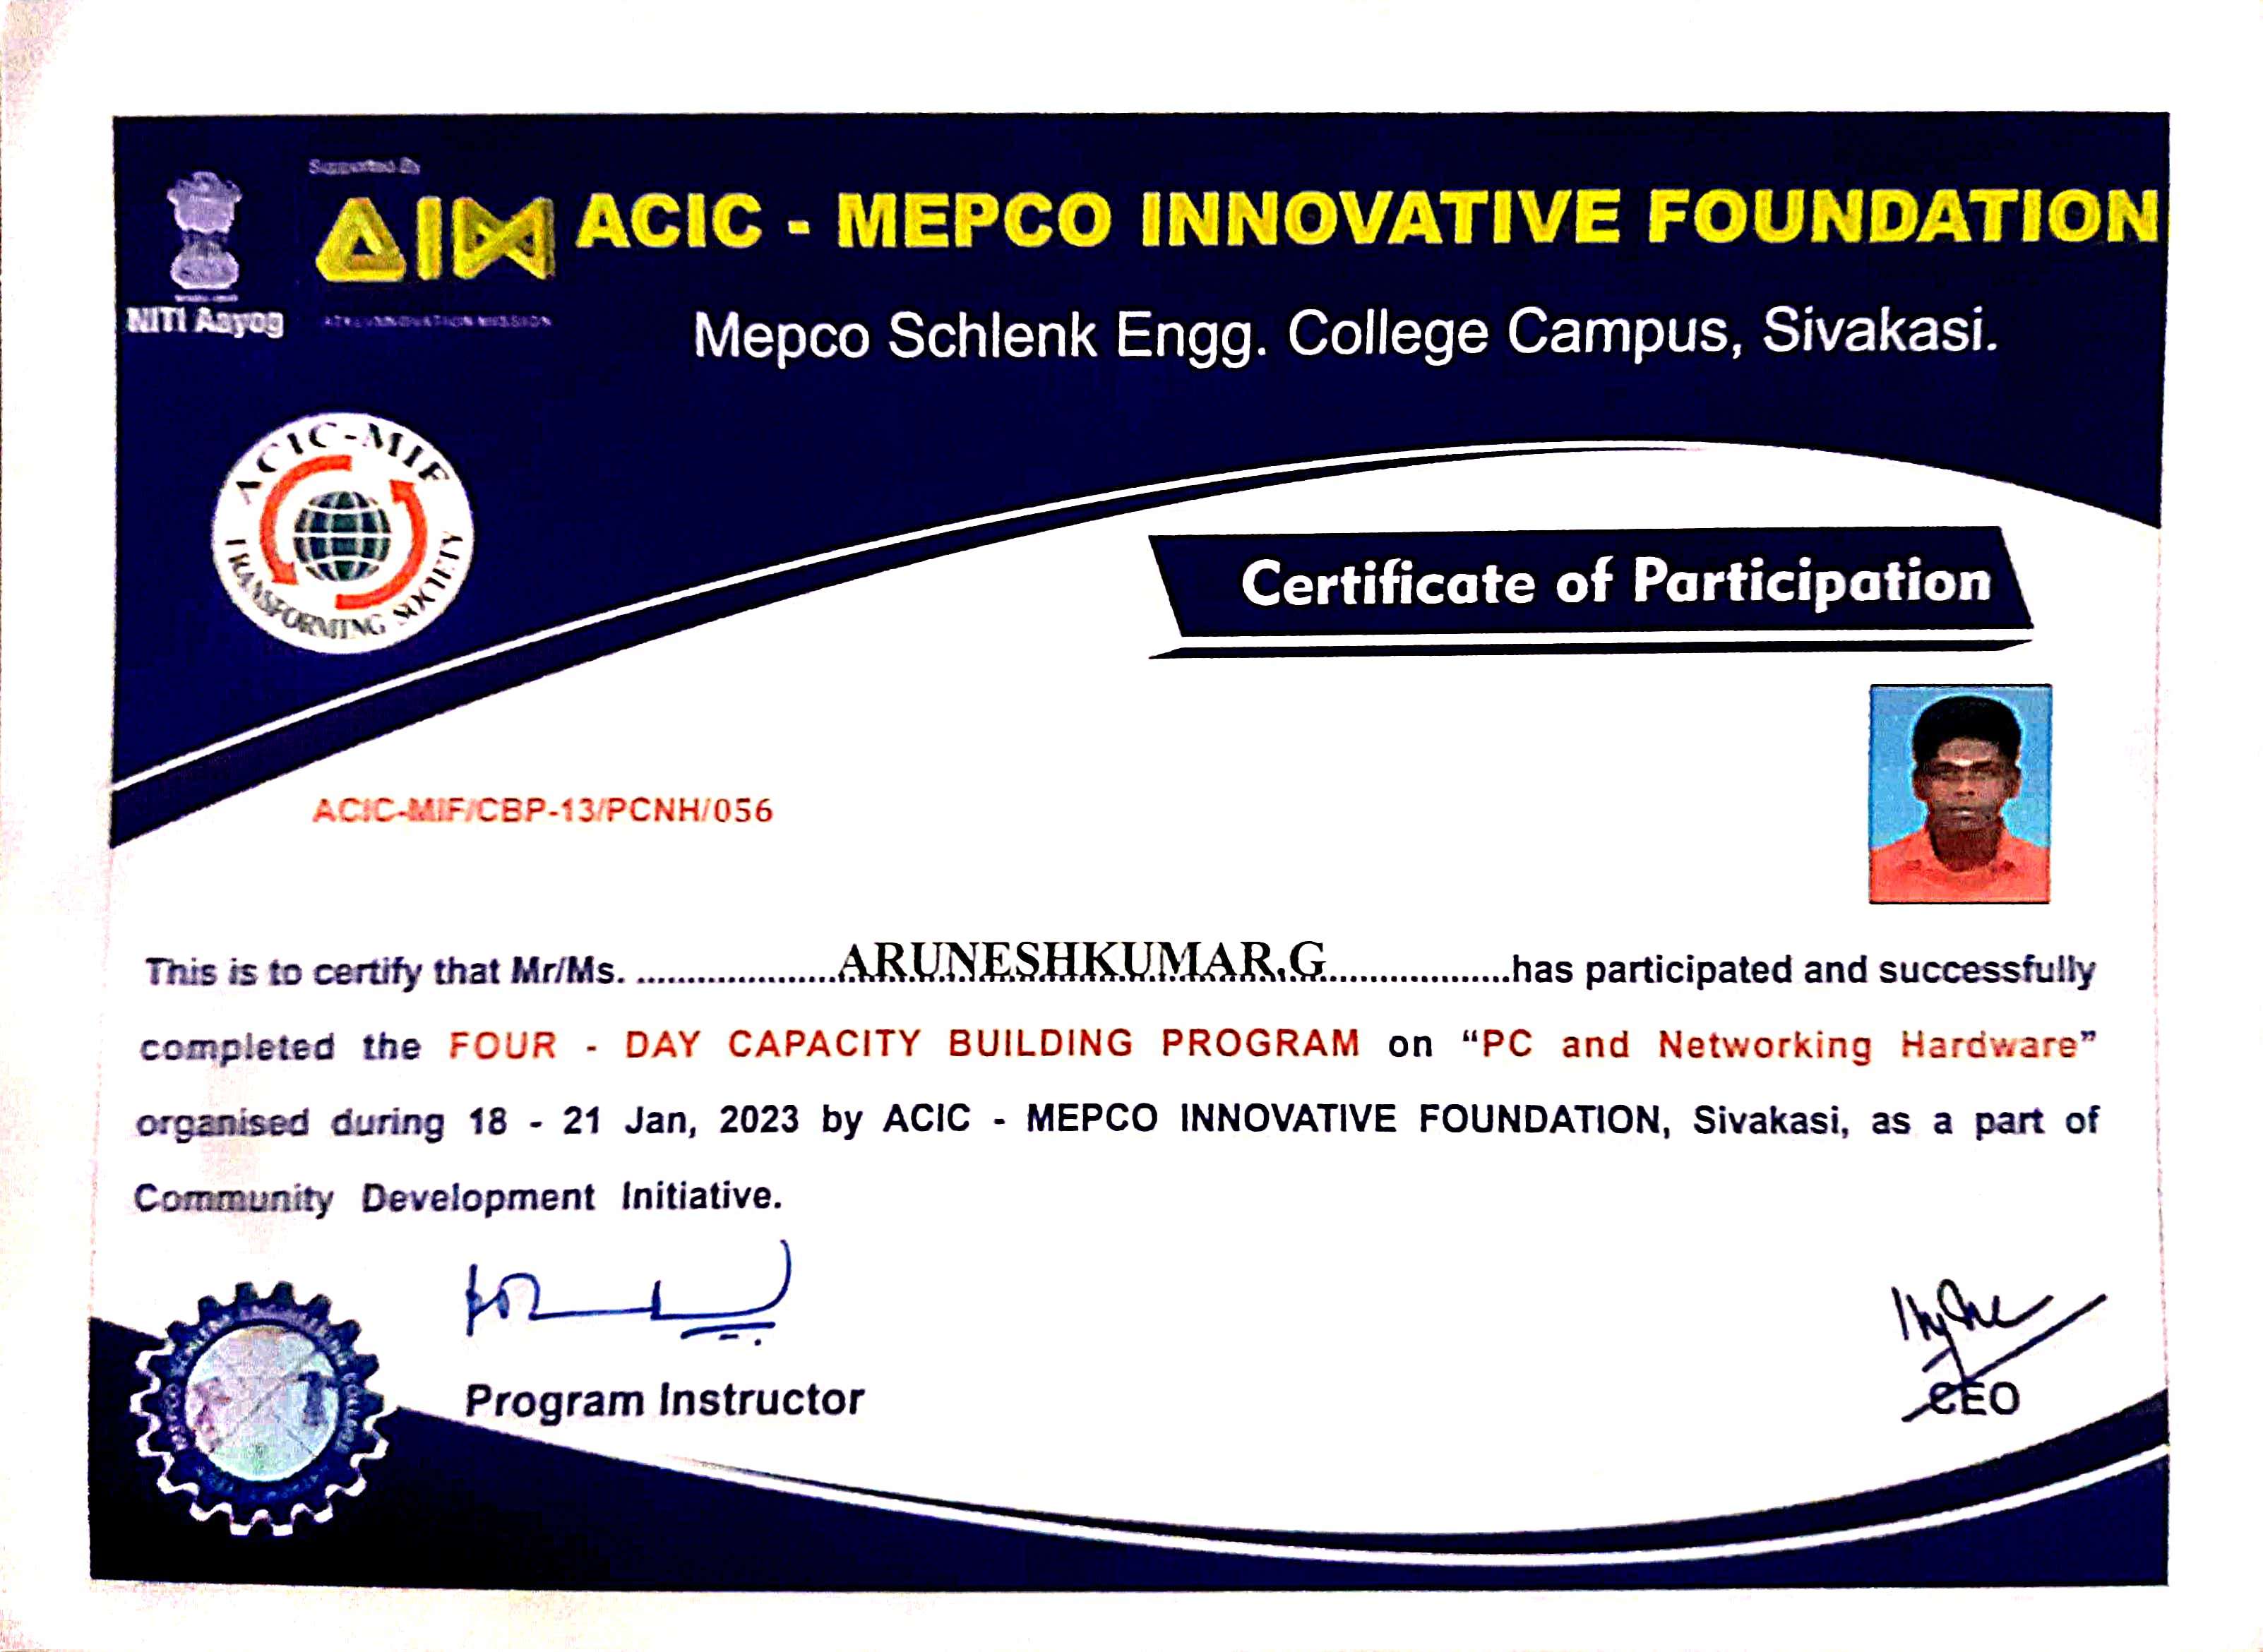 Supported By
AIM ACIC - MEPCO INNOVATIVE FOUNDATION
NITI Aayog
ATAL INNOVATION MISSION
Mepco Schlenk Engg. College Campus, Sivakasi.
ACIC-MIF
TRANSFORMING SOCIETY
Certificate of Participation
ACIC-MIF/CBP-13/PCNH/056
This is to certify that Mr/Ms. ....................ARUNESHKUMAR.G...................has participated and successfully
completed the FOUR - DAY CAPACITY BUILDING PROGRAM on “PC and Networking Hardware”
organised during 18 - 21 Jan, 2023 by ACIC - MEPCO INNOVATIVE FOUNDATION, Sivakasi, as a part of
Community Development Initiative.
Program Instructor
CEO